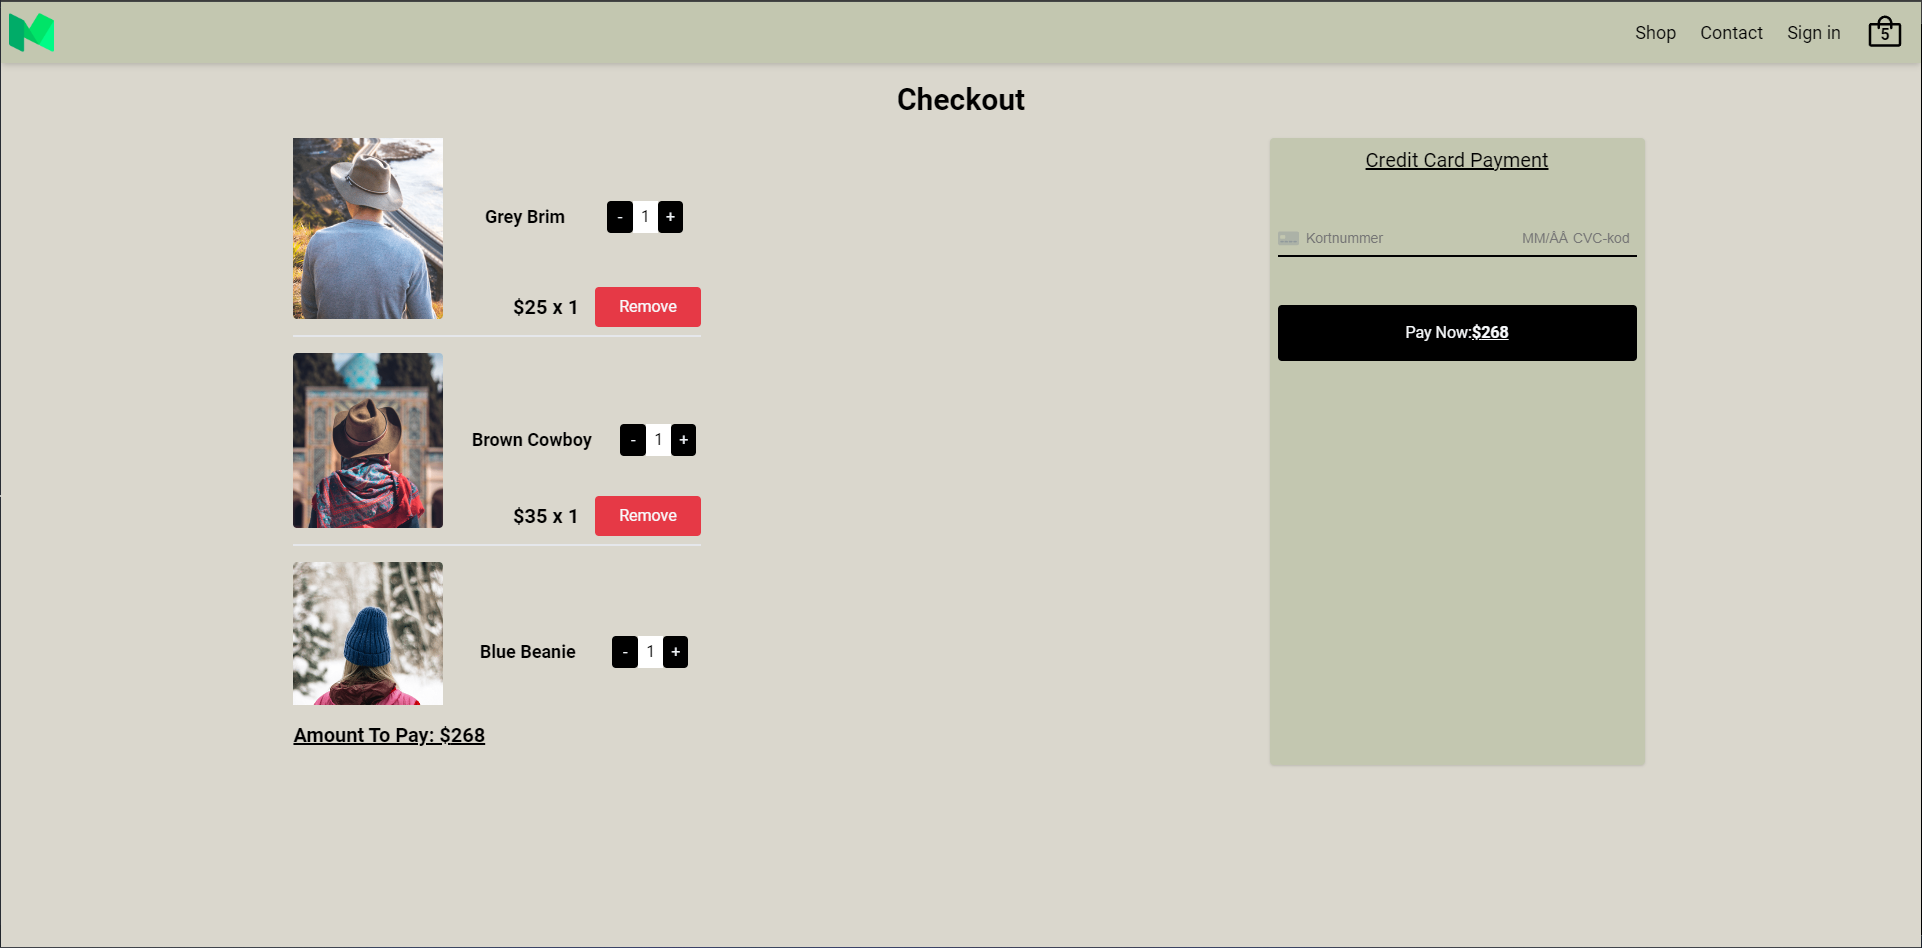 Shop Contact Sign in 5
Checkout
Grey Brim - 1 +
$25 x 1 Remove
Brown Cowboy - 1 +
$35 x 1 Remove
Blue Beanie - 1 +
Amount To Pay: $268
Credit Card Payment
Kortnummer MM/ÅÅ CVC-kod
Pay Now:$268